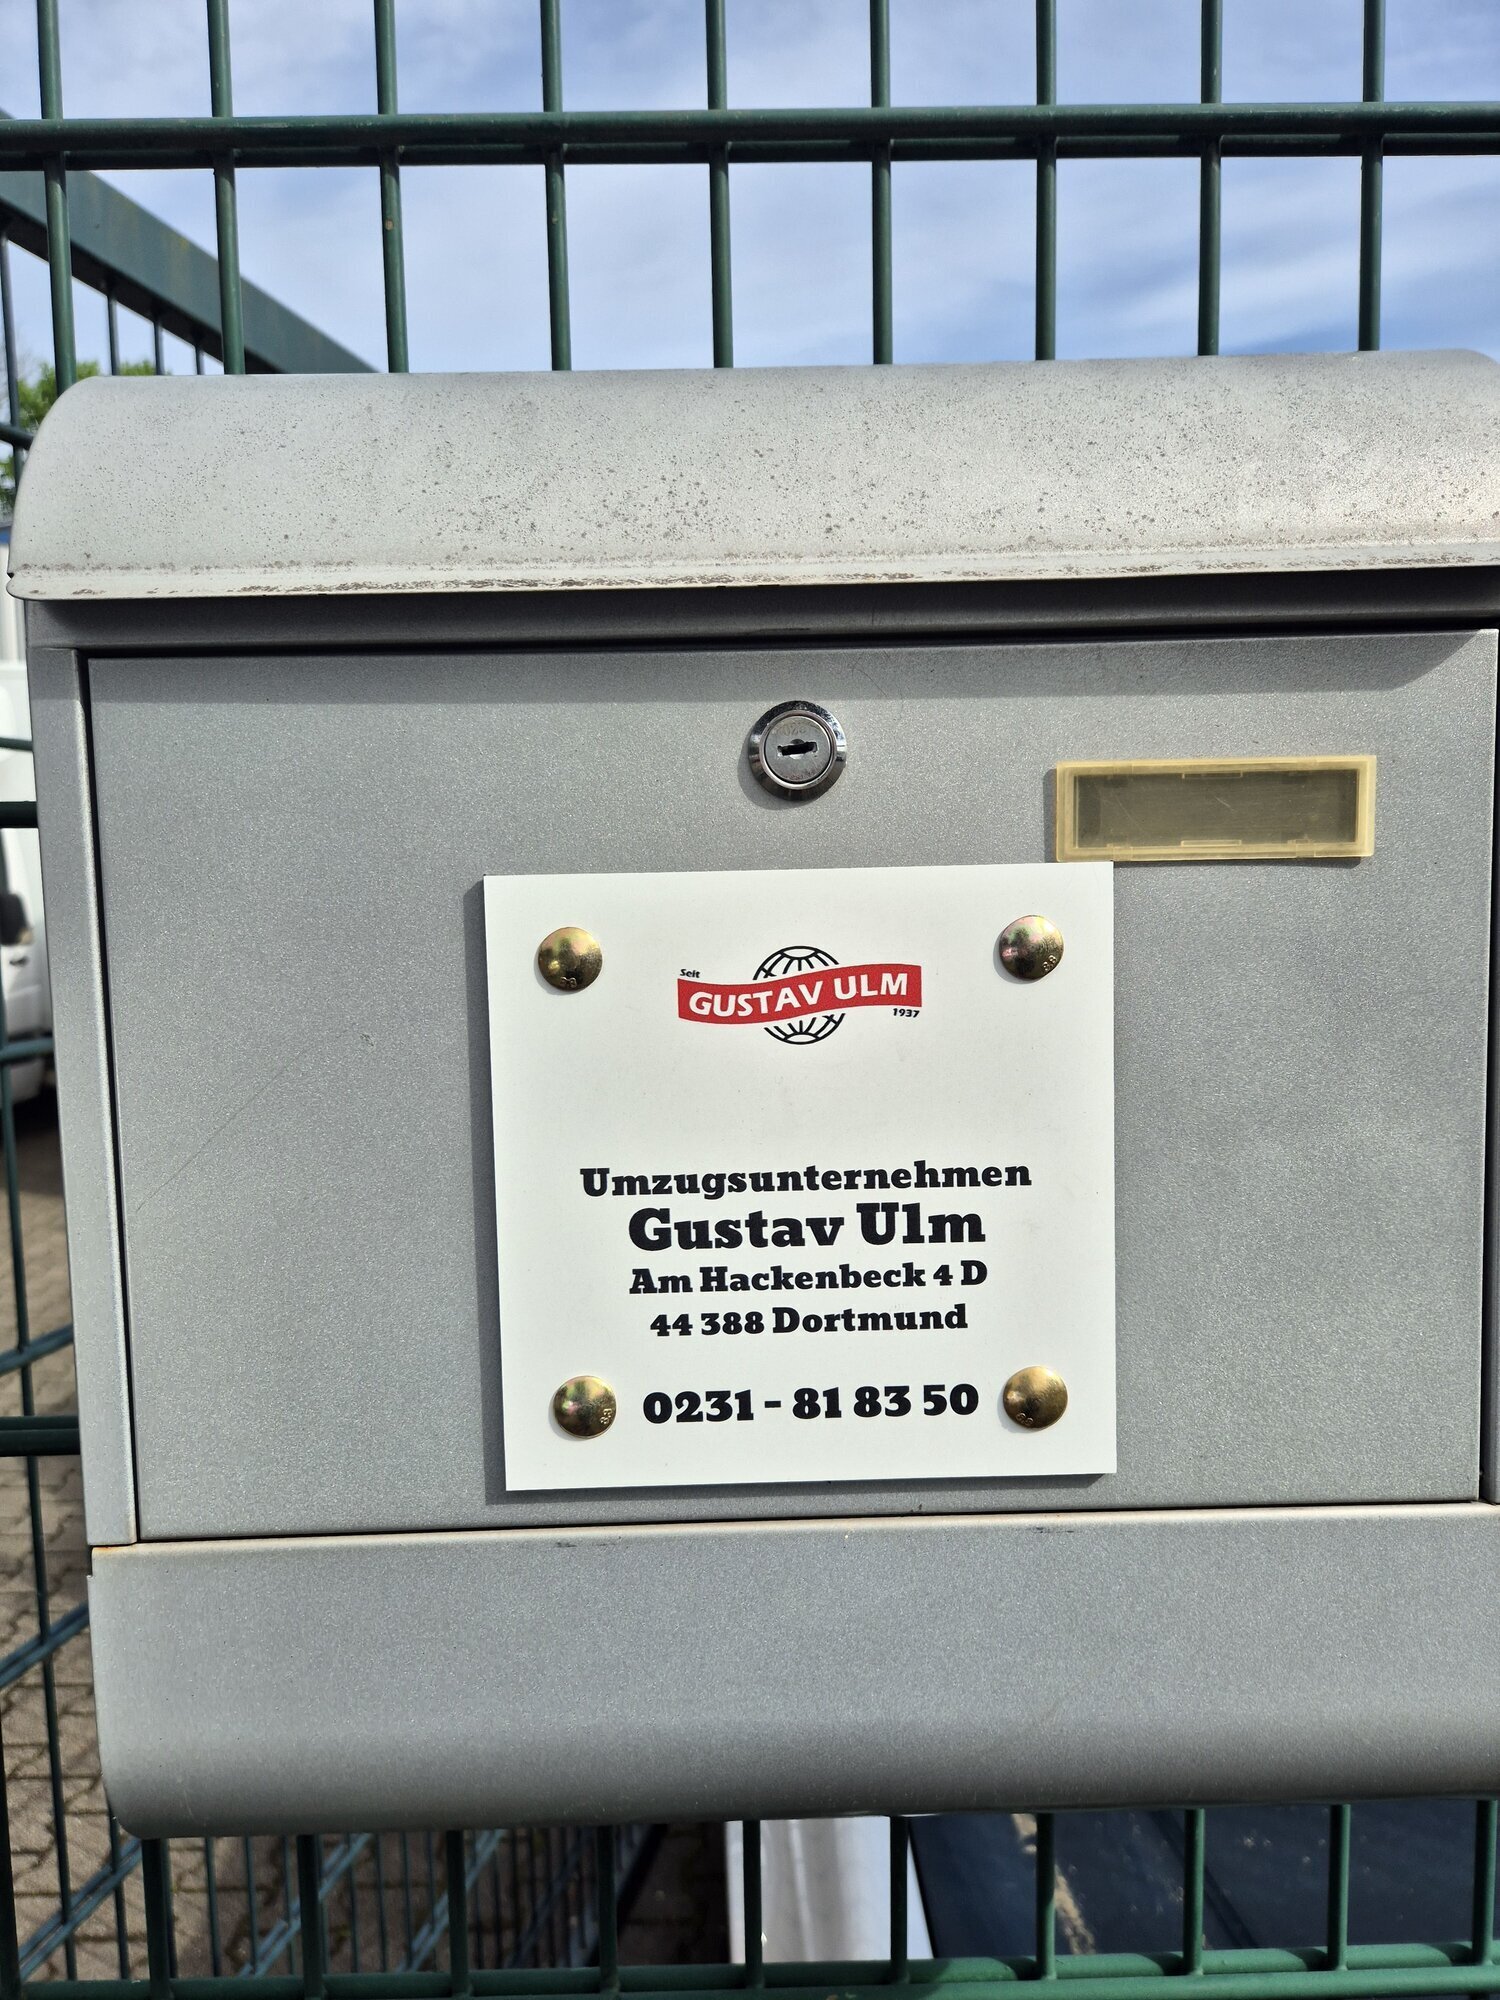 Seit
GUSTAV ULM
1937
Umzugsunternehmen
Gustav Ulm
Am Hackenbeck 4 D
44 388 Dortmund
0231 - 81 83 50